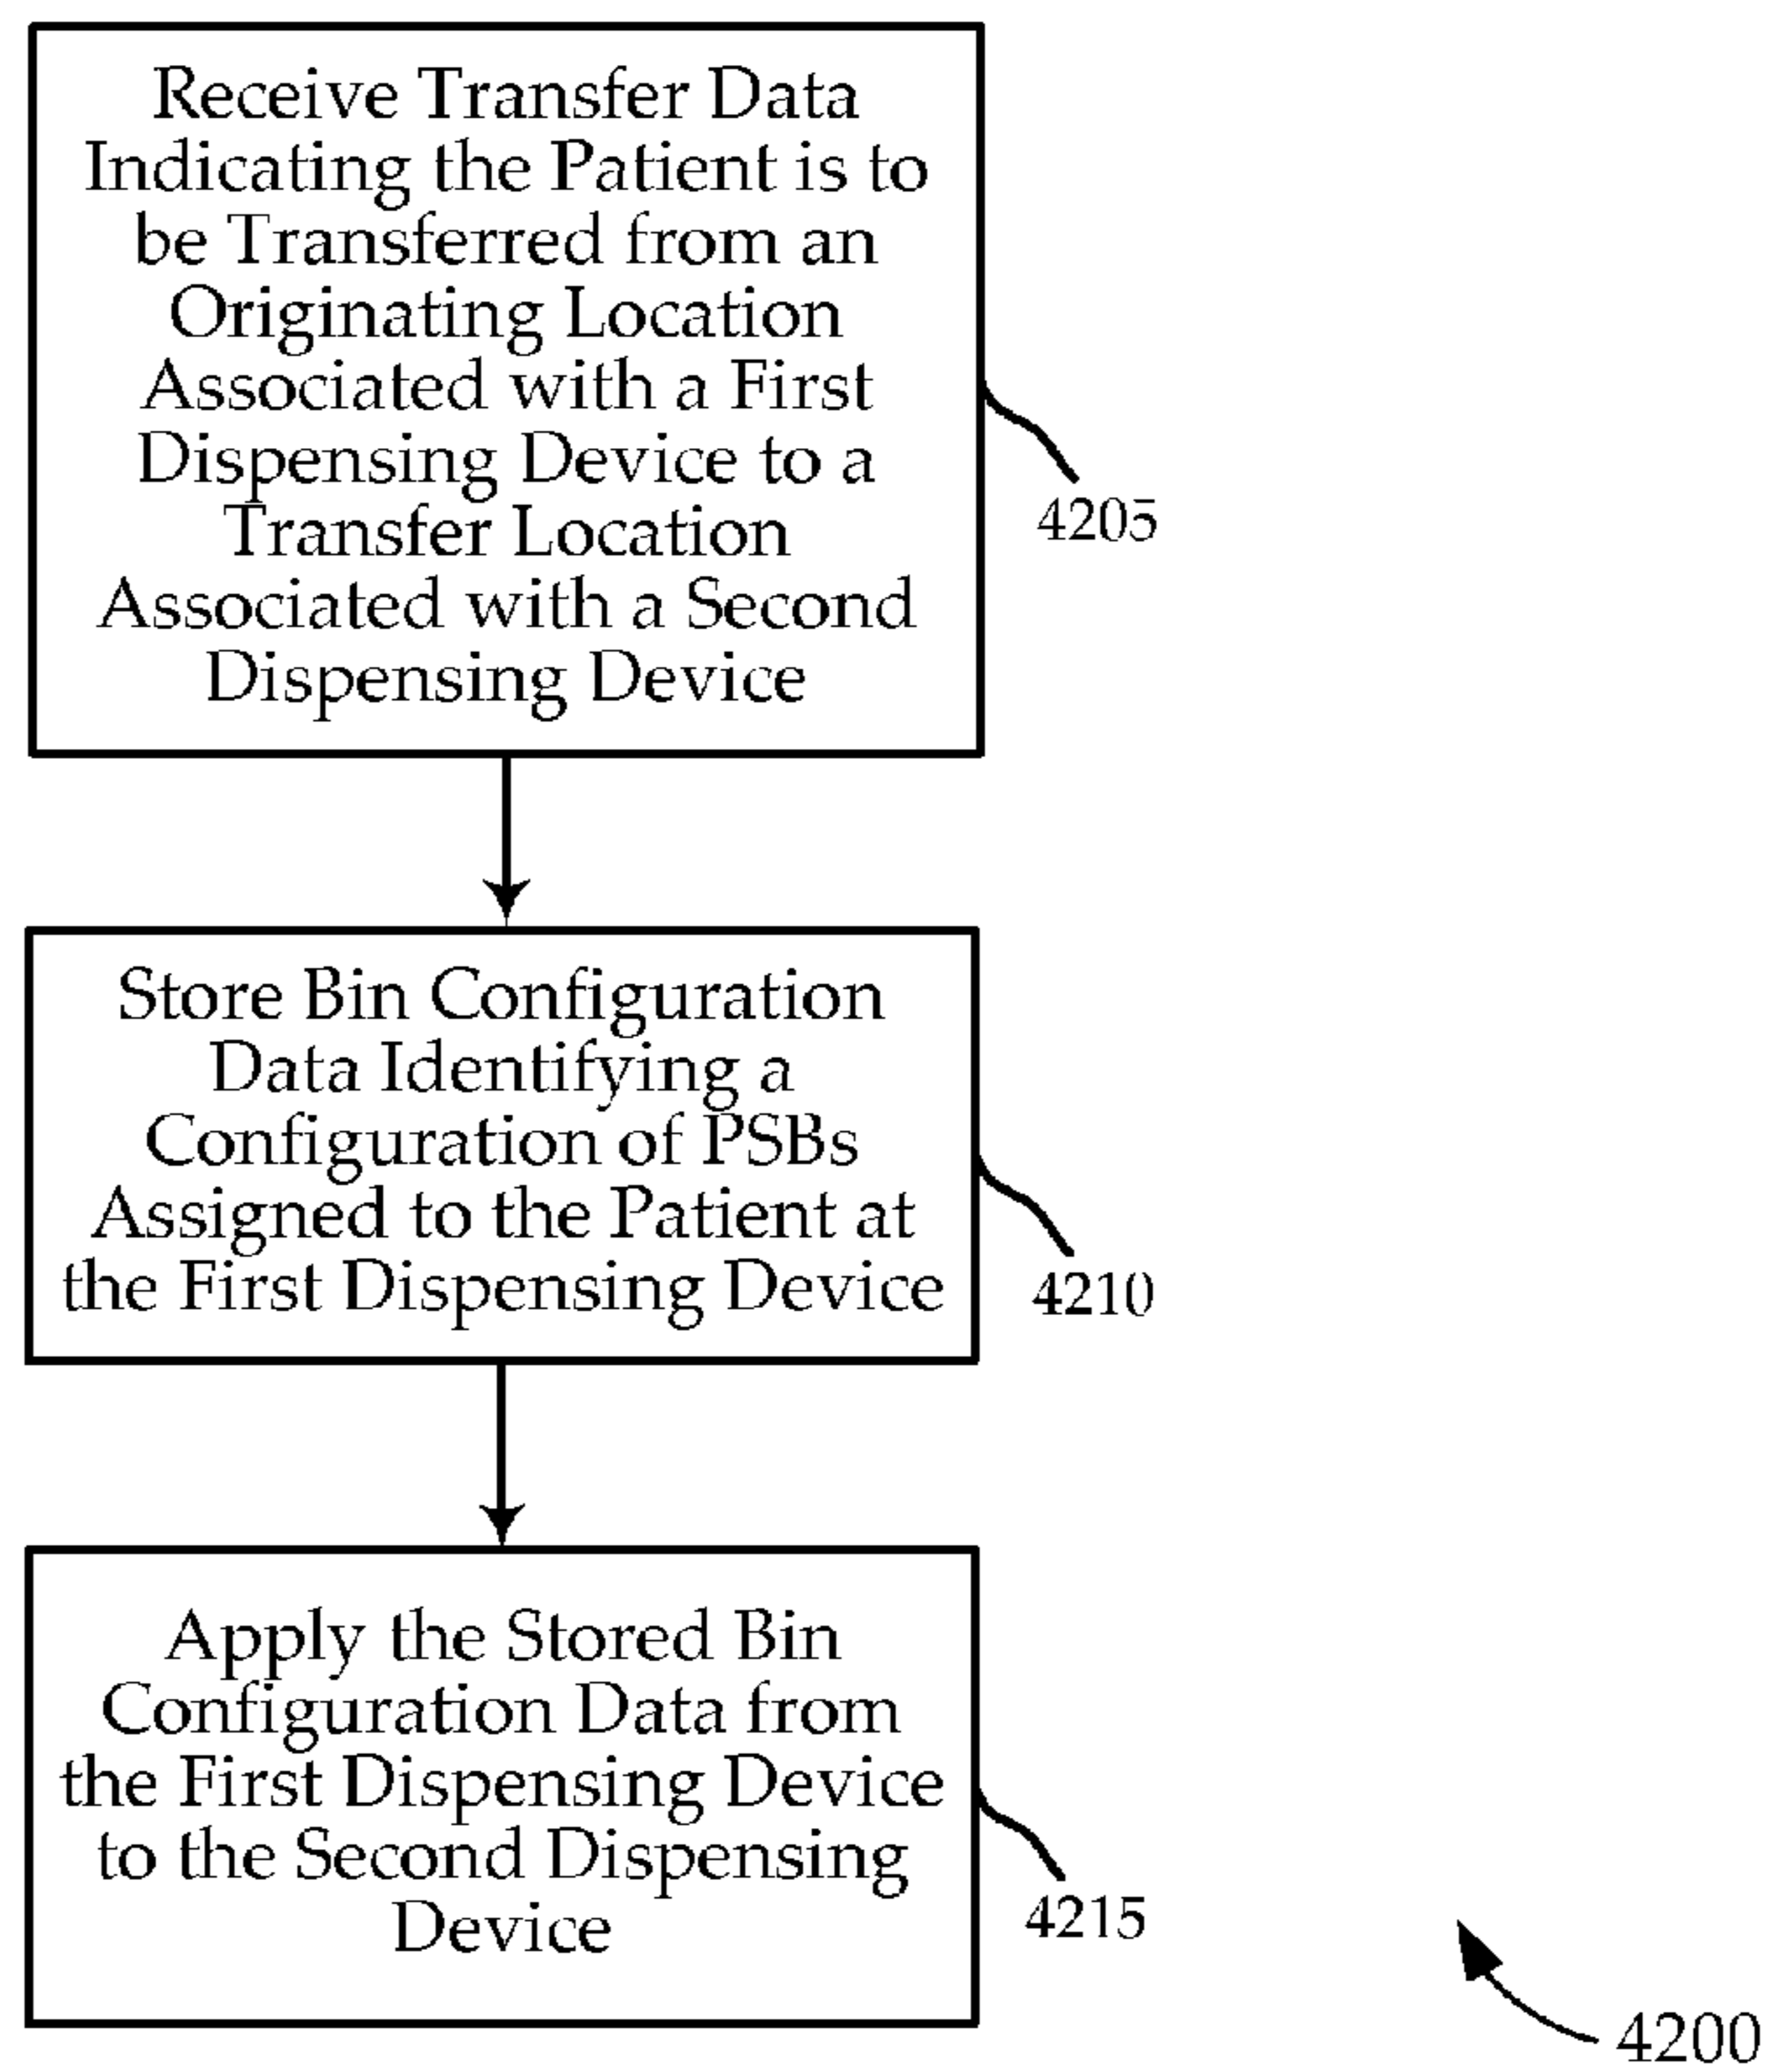 Receive Transfer Data
Indicating the Patient is to
be Transferred from an
Originating Location
Associated with a First
Dispensing Device to a
Transfer Location
Associated with a Second
Dispensing Device
4205
Store Bin Configuration
Data Identifying a
Configuration of PSBs
Assigned to the Patient at
the First Dispensing Device
4210
Apply the Stored Bin
Configuration Data from
the First Dispensing Device
to the Second Dispensing
Device
4215
4200